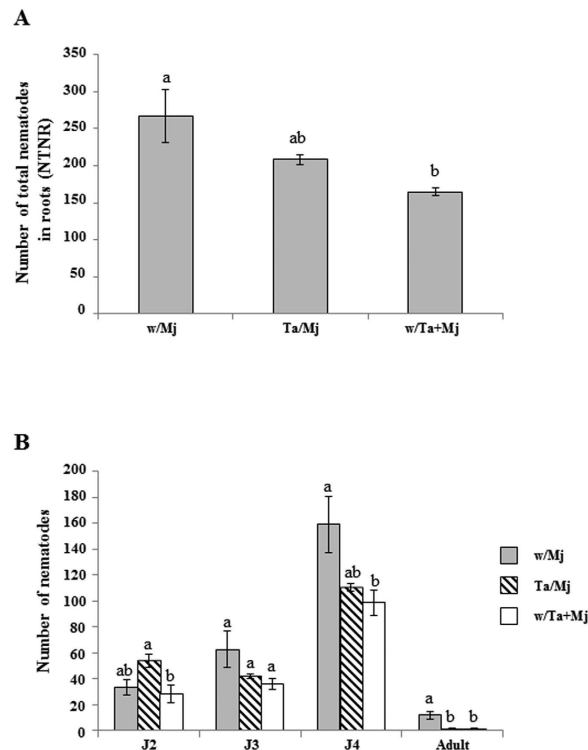 A
Number of total nematodes
in roots (NTNR)
350
300
250
200
150
100
50
0
a
ab
b
w/Mj
Ta/Mj
w/Ta+Mj
B
Number of nematodes
200
180
160
140
120
100
80
60
40
20
0
ab
a
b
a
a
a
a
ab
b
a
b
b
J2
J3
J4
Adult
w/Mj
Ta/Mj
w/Ta+Mj